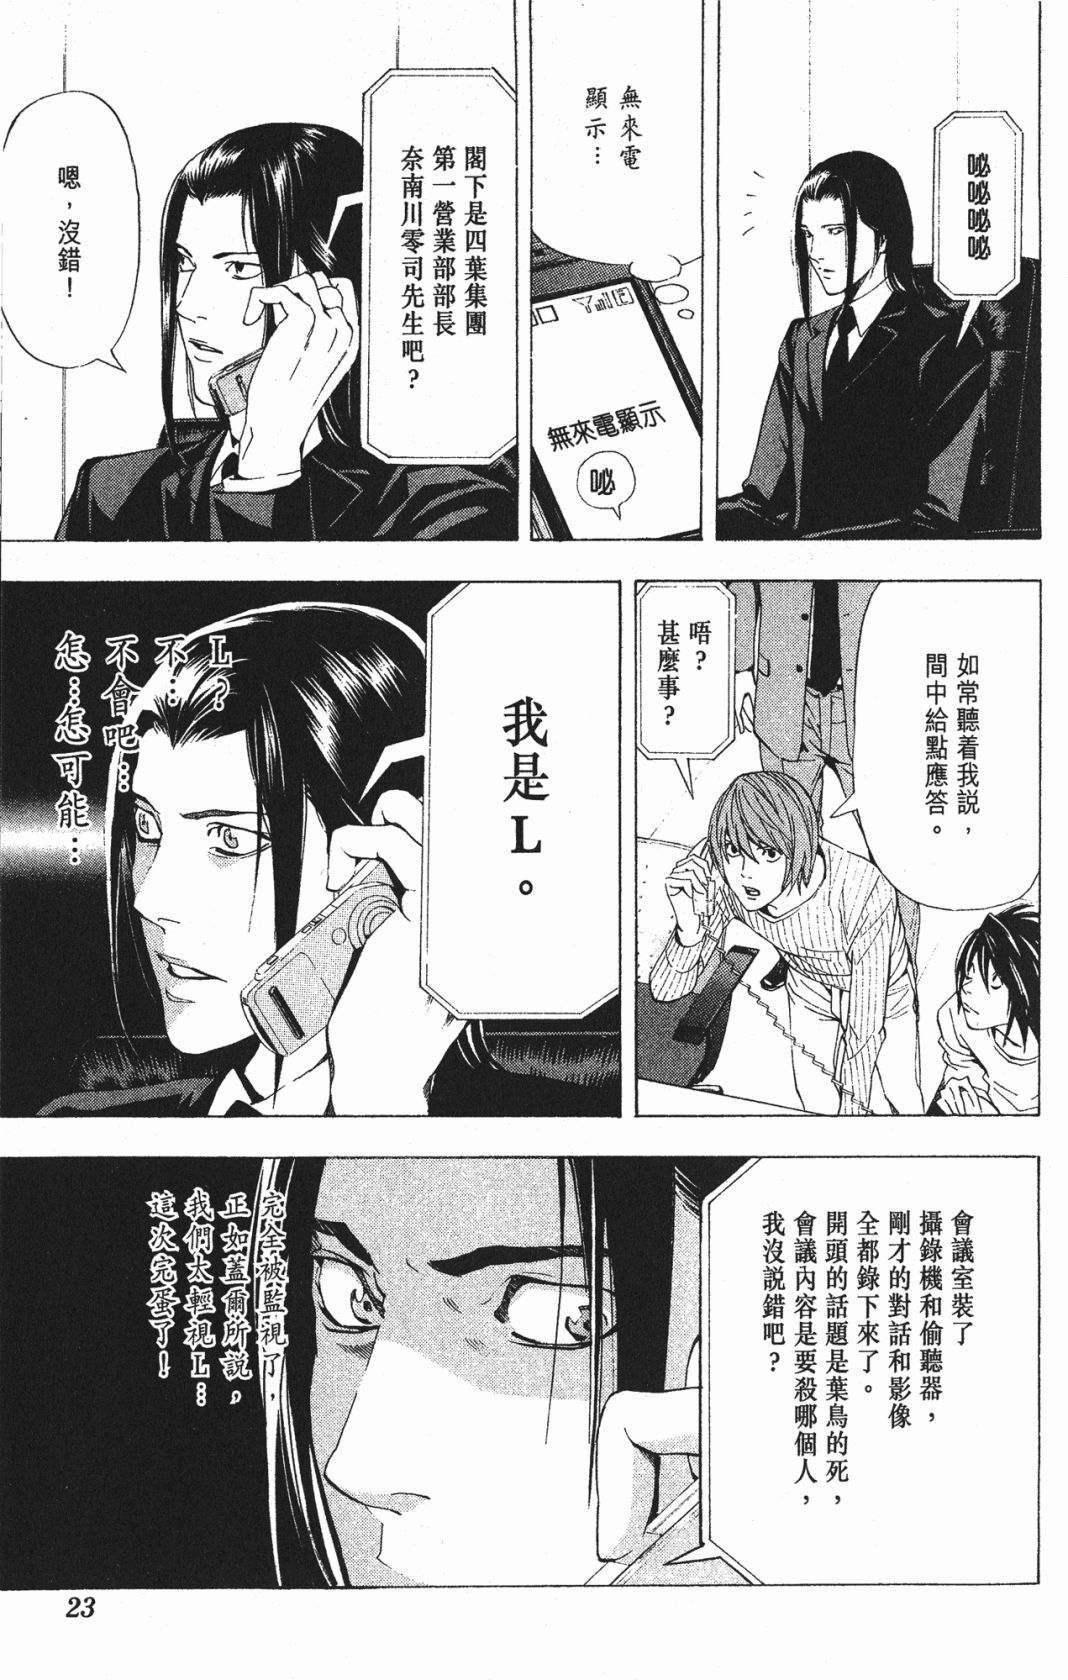 嗶嗶嗶嗶
無來電
顯示…
無來電顯示
嗶
閣下是四葉集團
第一營業部部長
奈南川零司先生吧?
嗯,沒錯!
如常聽着我說,
間中給點應答。
唔?
甚麼事?
我是L。
L?
不…
不會吧…
怎…怎可能…
會議室裝了
攝錄機和偷聽器,
剛才的對話和影像
全都錄下來了。
開頭的話題是葉鳥的死,
會議內容是要殺哪個人,
我沒說錯吧?
完全被監視了,
正如蓋爾所說,
我們太輕視L…
這次完蛋了!
23